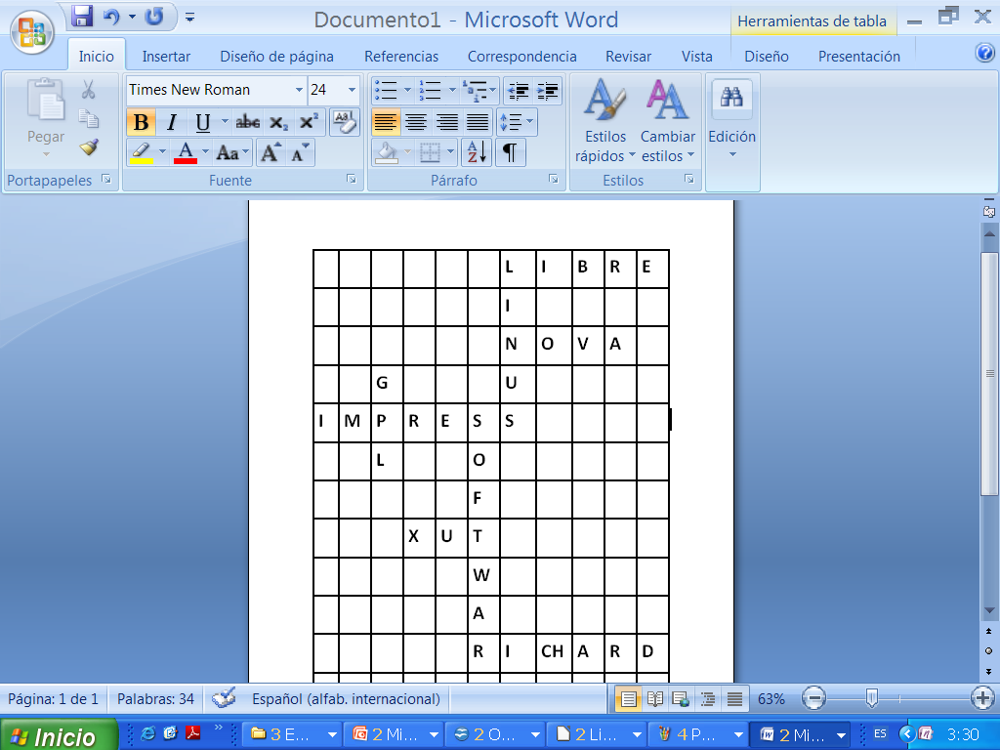 Documento1 - Microsoft Word
Herramientas de tabla
Inicio Insertar Diseño de página Referencias Correspondencia Revisar Vista Diseño Presentación
Times New Roman 24
Pegar
N K S abc X₂ X² 
Aa A A
Estilos rápidos
Cambiar estilos
Edición
Portapapeles Fuente Párrafo Estilos
L I B R E
I
N O V A
G U
I M P R E S S
L O
F
X U T
W
A
R I CH A R D
Página: 1 de 1 Palabras: 34 Español (alfab. internacional) 63%
Inicio 3 E... 2 Mi... 2 O... 2 Li... 4 P... 2 Mi... ES 3:30